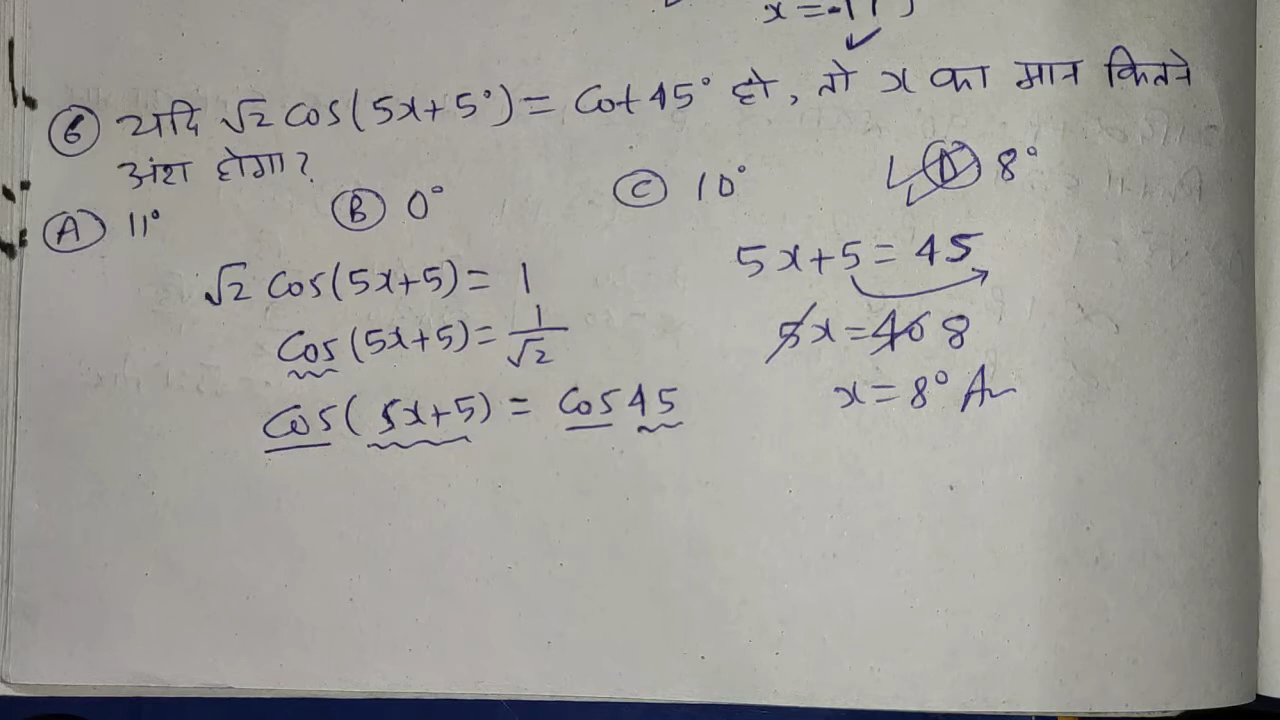 ⑥ यदि √2 cos(5x+5°) = Cot 45° हो, तो x का मान कितने
अंश होगा?
Ⓐ 11° Ⓑ 0° Ⓒ 10° Ⓓ 8°
√2 cos(5x+5) = 1
cos (5x+5) = 1/√2
cos( 5x+5) = cos 45
5x+5 = 45
5x = 40 8
x = 8° Ans